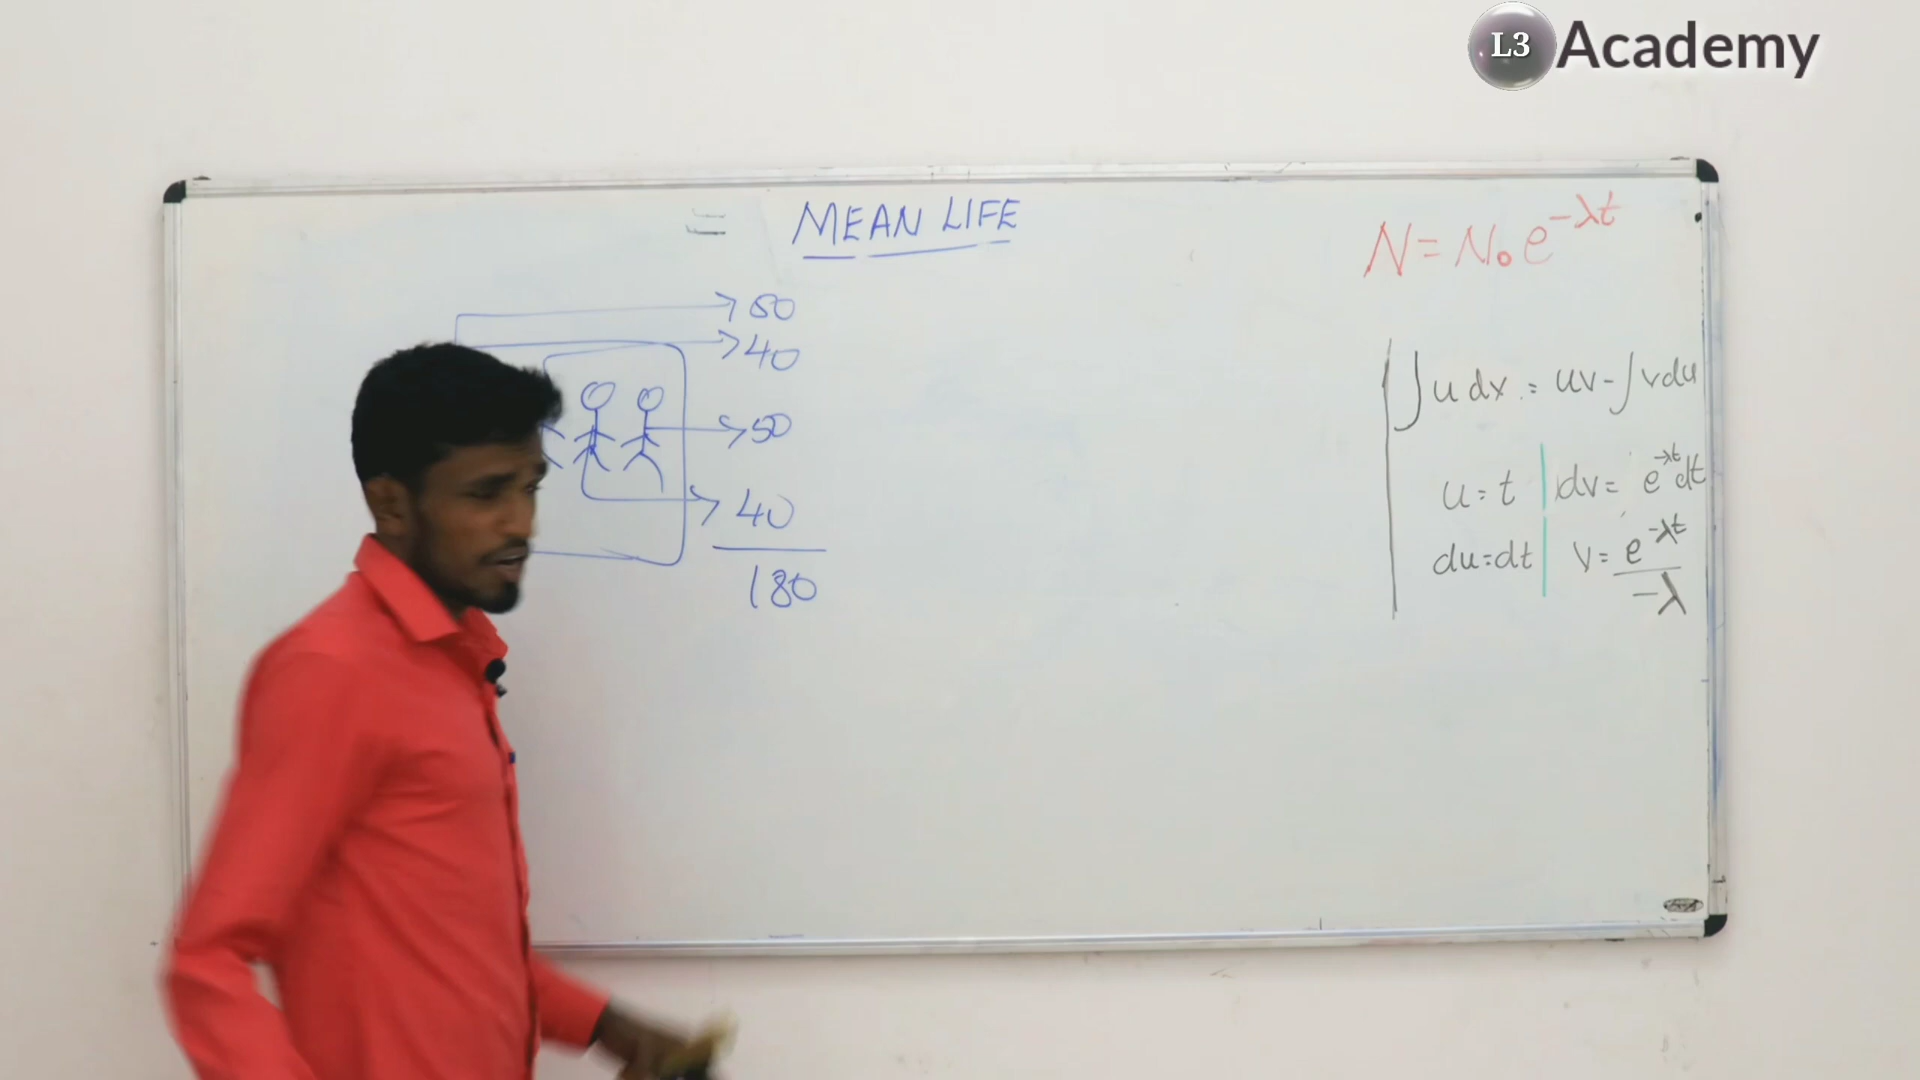 L3 Academy
MEAN LIFE
N = N₀ e^{-λt}
50
40
50
40
180
∫ u dx = uv - ∫ v du
u = t | dv = e^{-λt} dt
du = dt | v = e^{-λt} / -λ